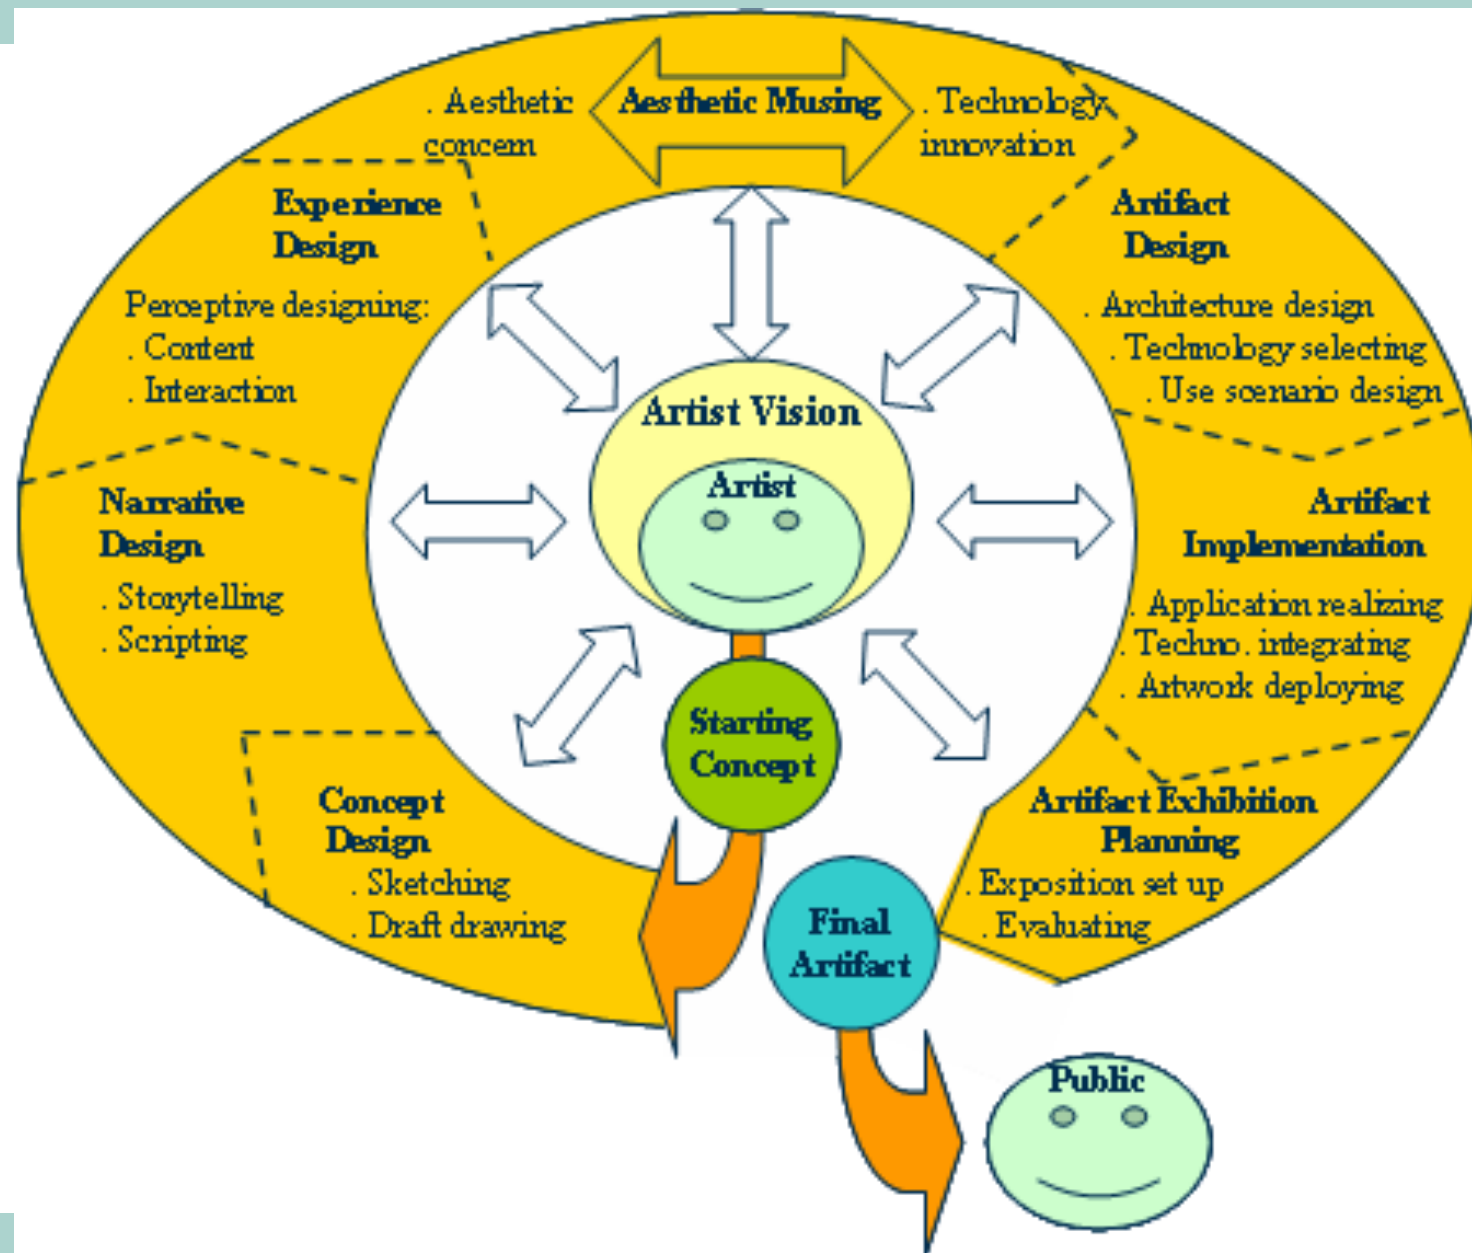 . Aesthetic
concern
Aesthetic Musing
. Technology
innovation
Experience
Design
Perceptive designing:
. Content
. Interaction
Artifact
Design
. Architecture design
. Technology selecting
. Use scenario design
Artist Vision
Artist
Narrative
Design
. Storytelling
. Scripting
Artifact
Implementation
. Application realizing
. Techno. integrating
. Artwork deploying
Starting
Concept
Concept
Design
. Sketching
. Draft drawing
Artifact Exhibition
Planning
. Exposition set up
. Evaluating
Final
Artifact
Public